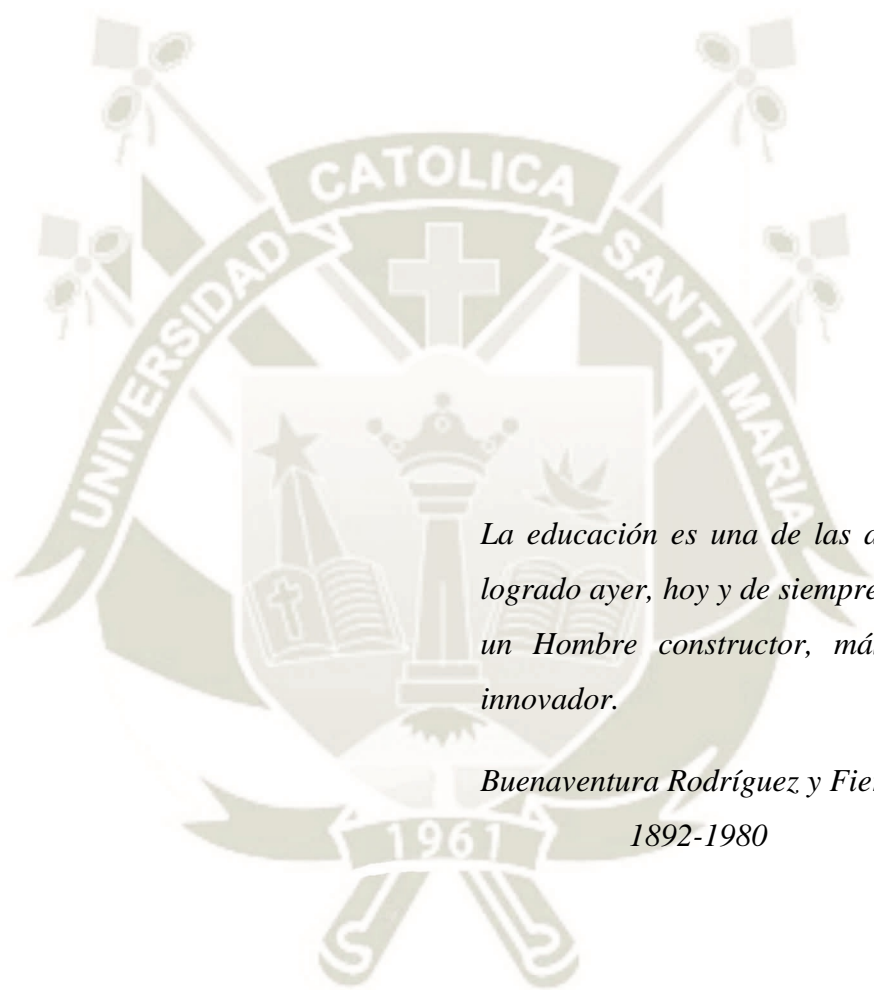 UNIVERSIDAD CATOLICA SANTA MARIA
La educación es una de las
logrado ayer, hoy y de siempre
un Hombre constructor,
innovador.
Buenaventura Rodríguez y
1892-1980
1961